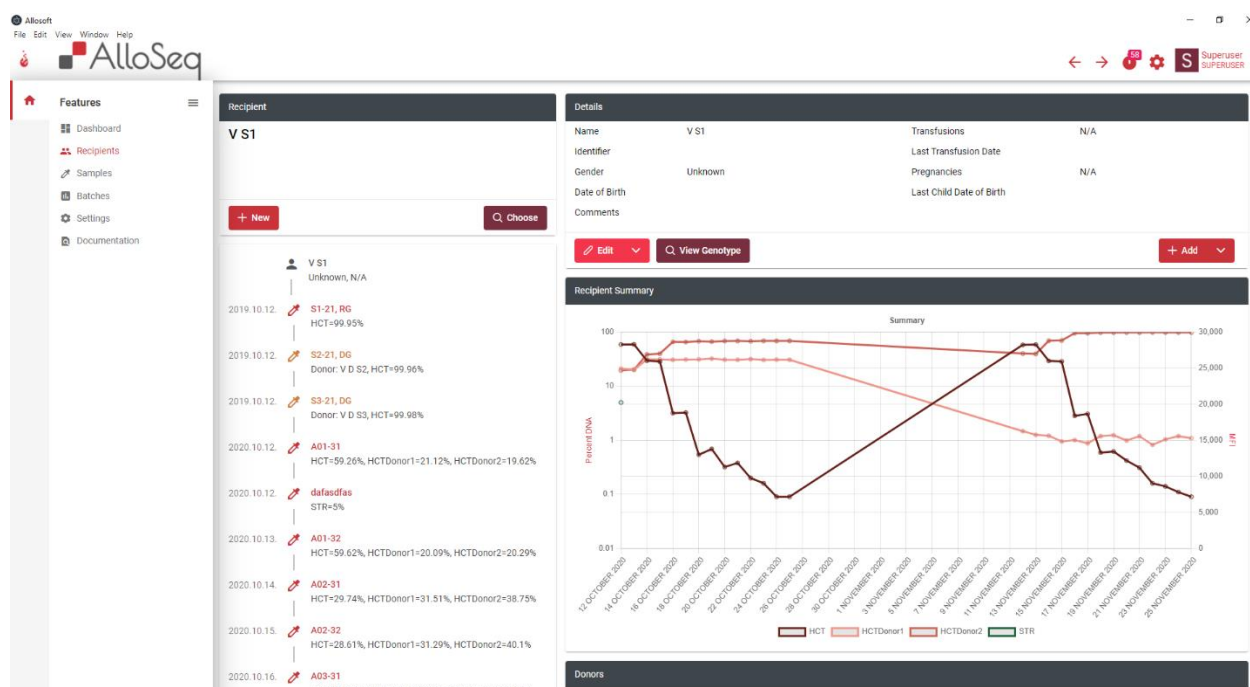 Allosoft
File Edit View Window Help
AlloSeq
58
S
Superuser
SUPERUSER
Features
Dashboard
Recipients
Samples
Batches
Settings
Documentation
Recipient
V S1
+ New
Choose
V S1
Unknown, N/A
2019.10.12. S1-21, RG
HCT=99.95%
2019.10.12. S2-21, DG
Donor: V D S2, HCT=99.96%
2019.10.12. S3-21, DG
Donor: V D S3, HCT=99.98%
2020.10.12. A01-31
HCT=59.26%, HCTDonor1=21.12%, HCTDonor2=19.62%
2020.10.12. dafasdfas
STR=5%
2020.10.13. A01-32
HCT=59.62%, HCTDonor1=20.09%, HCTDonor2=20.29%
2020.10.14. A02-31
HCT=29.74%, HCTDonor1=31.51%, HCTDonor2=38.75%
2020.10.15. A02-32
HCT=28.61%, HCTDonor1=31.29%, HCTDonor2=40.1%
2020.10.16. A03-31
Details
Name V S1 Transfusions N/A
Identifier Last Transfusion Date
Gender Unknown Pregnancies N/A
Date of Birth Last Child Date of Birth
Comments
Edit View Genotype + Add
Recipient Summary
Summary
Percent DNA
100
10
1
0.1
0.01
30,000
25,000
20,000
15,000
10,000
5,000
0
MFI
12 OCTOBER 2020
14 OCTOBER 2020
16 OCTOBER 2020
18 OCTOBER 2020
20 OCTOBER 2020
22 OCTOBER 2020
24 OCTOBER 2020
26 OCTOBER 2020
28 OCTOBER 2020
30 OCTOBER 2020
1 NOVEMBER 2020
3 NOVEMBER 2020
5 NOVEMBER 2020
7 NOVEMBER 2020
9 NOVEMBER 2020
11 NOVEMBER 2020
13 NOVEMBER 2020
15 NOVEMBER 2020
17 NOVEMBER 2020
19 NOVEMBER 2020
21 NOVEMBER 2020
23 NOVEMBER 2020
25 NOVEMBER 2020
HCT HCTDonor1 HCTDonor2 STR
Donors